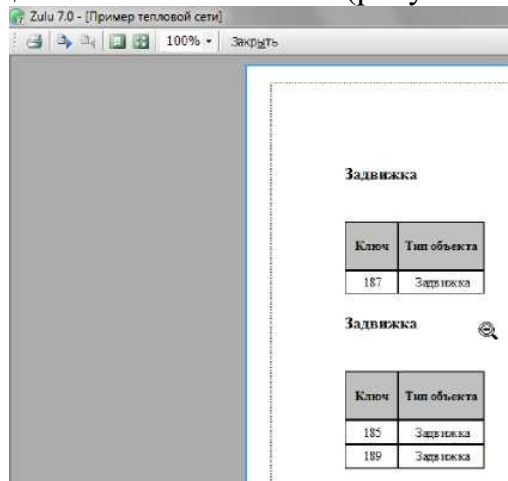 Zulu 7.0 - [Пример тепловой сети]
100% Закрыть
Задвижка
Ключ Тип объекта
187 Задвижка
Задвижка
Ключ Тип объекта
185 Задвижка
189 Задвижка